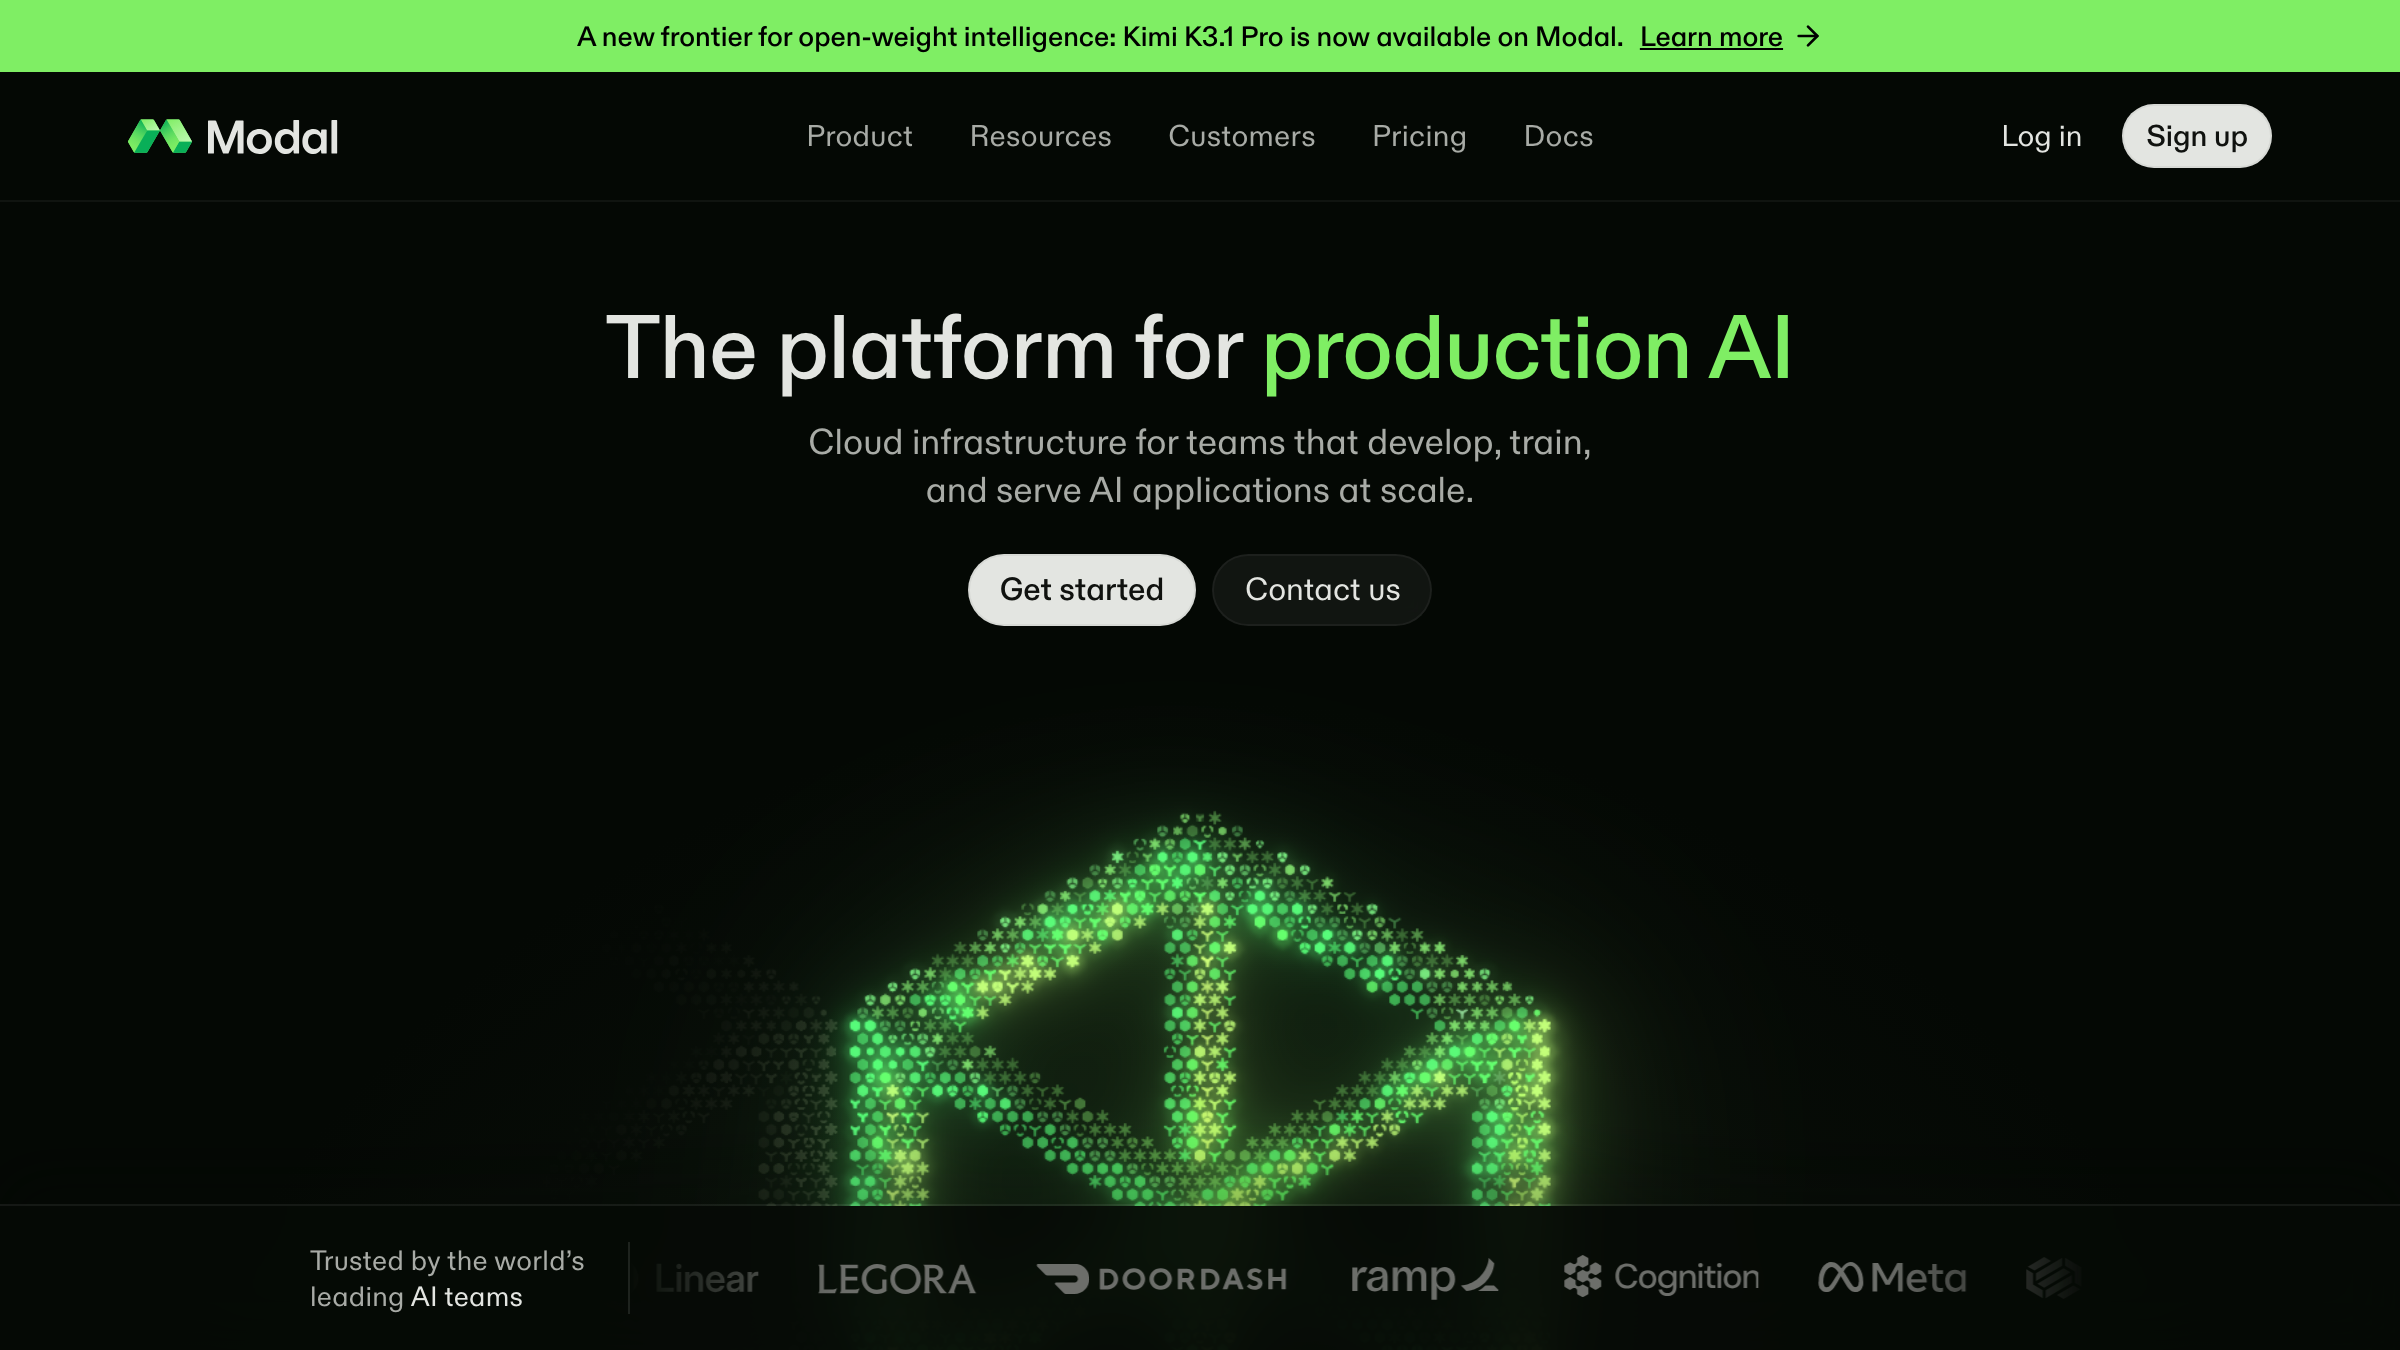 A new frontier for open-weight intelligence: Kimi K3.1 Pro is now available on Modal. Learn more →
Modal
Product Resources Customers Pricing Docs
Log in
Sign up
The platform for production AI
Cloud infrastructure for teams that develop, train,
and serve AI applications at scale.
Get started
Contact us
Trusted by the world’s
leading AI teams
Linear
LEGORA
DOORDASH
ramp
Cognition
Meta